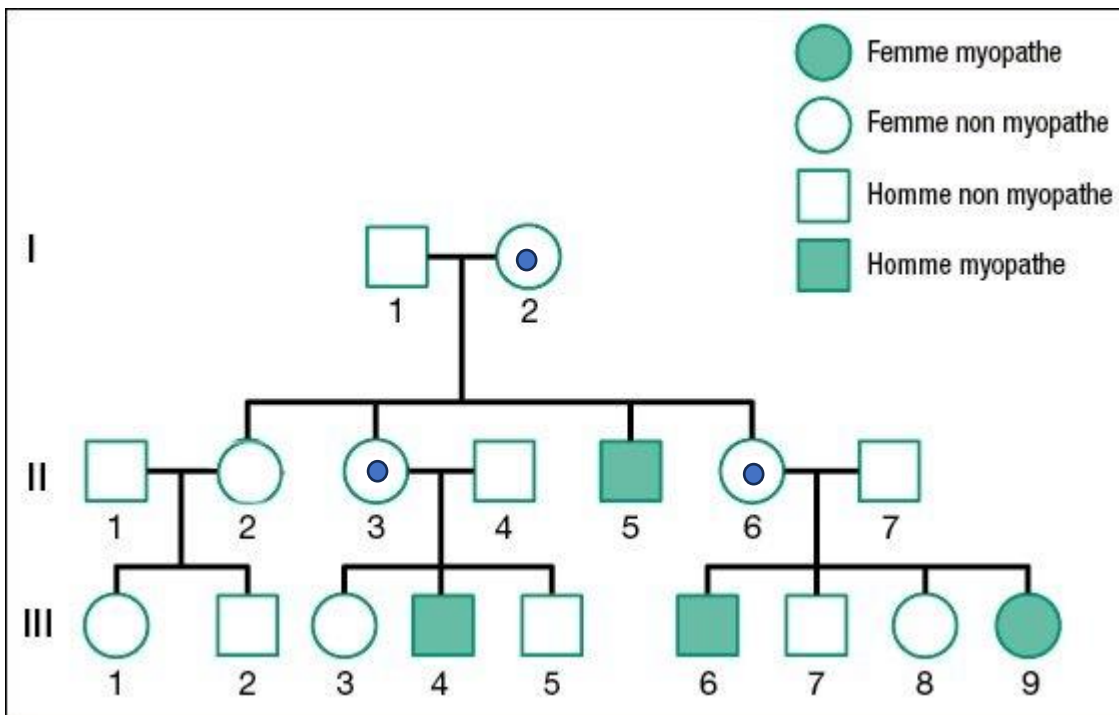 Femme myopathe
Femme non myopathe
Homme non myopathe
Homme myopathe
I
1 2
II
1 2 3 4 5 6 7
III
1 2 3 4 5 6 7 8 9